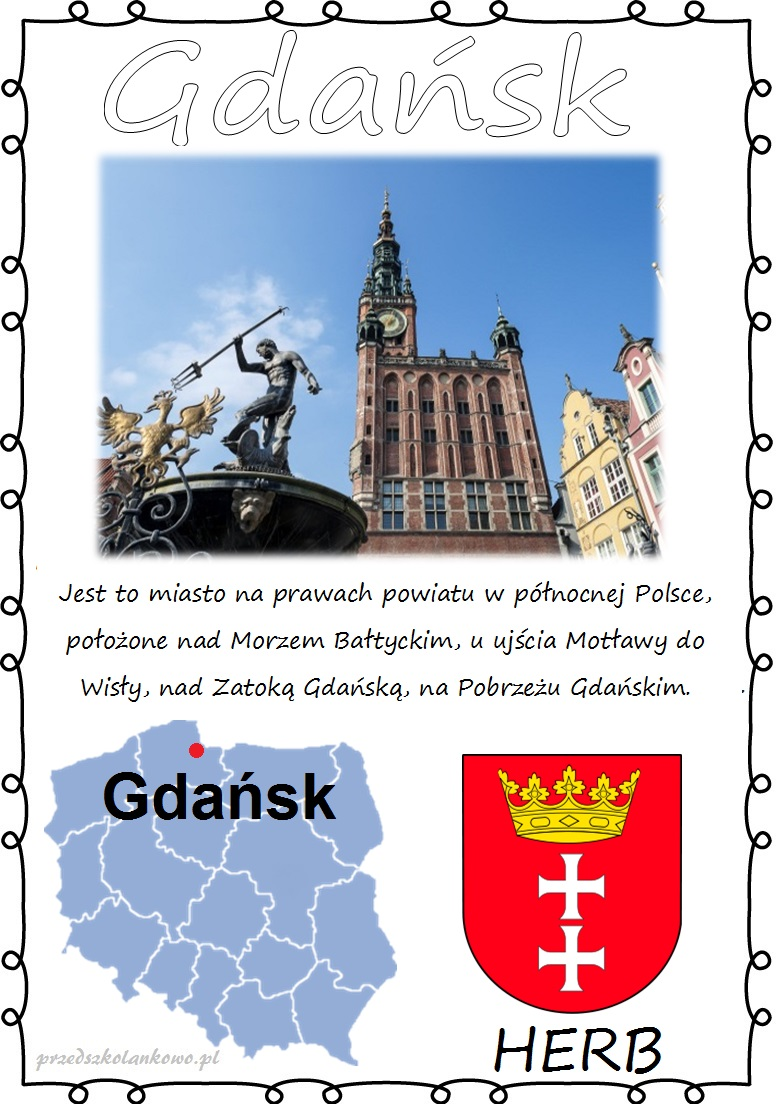 Gdańsk
Jest to miasto na prawach powiatu w północnej Polsce,
położone nad Morzem Bałtyckim, u ujścia Motławy do
Wisły, nad Zatoką Gdańską, na Pobrzeżu Gdańskim.
Gdańsk
HERB
przedszkolankowo.pl